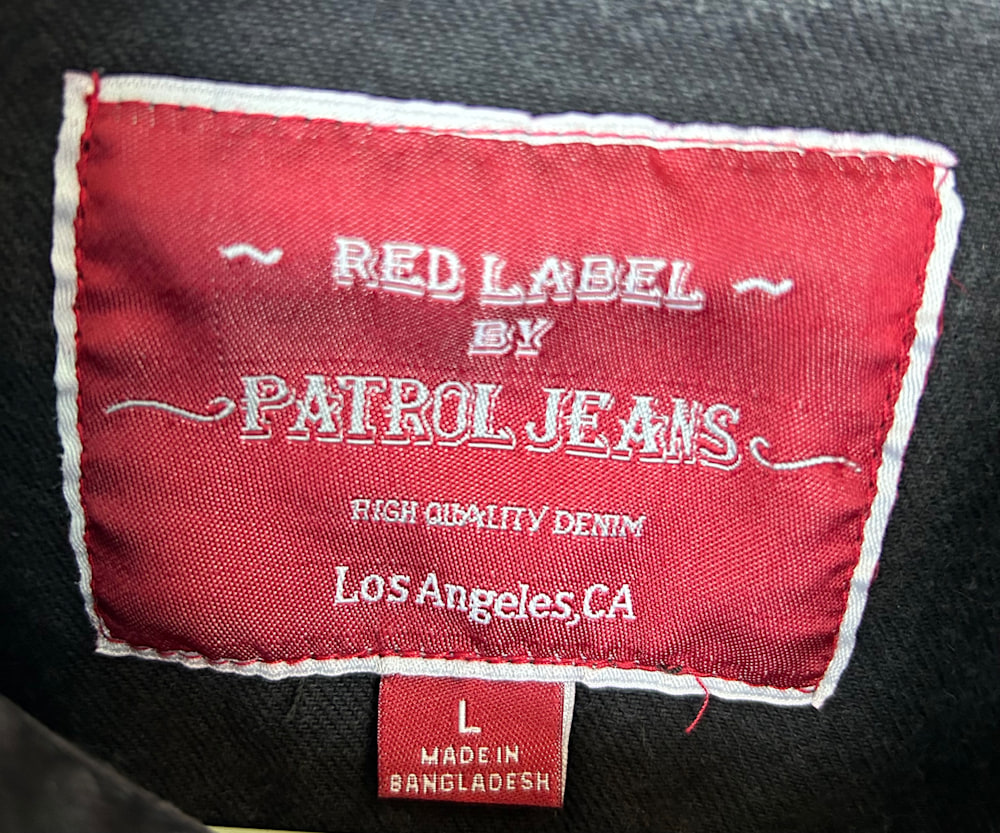 ~ RED LABEL ~
BY
PATROL JEANS
HIGH QUALITY DENIM
Los Angeles, CA
L
MADE IN
BANGLADESH